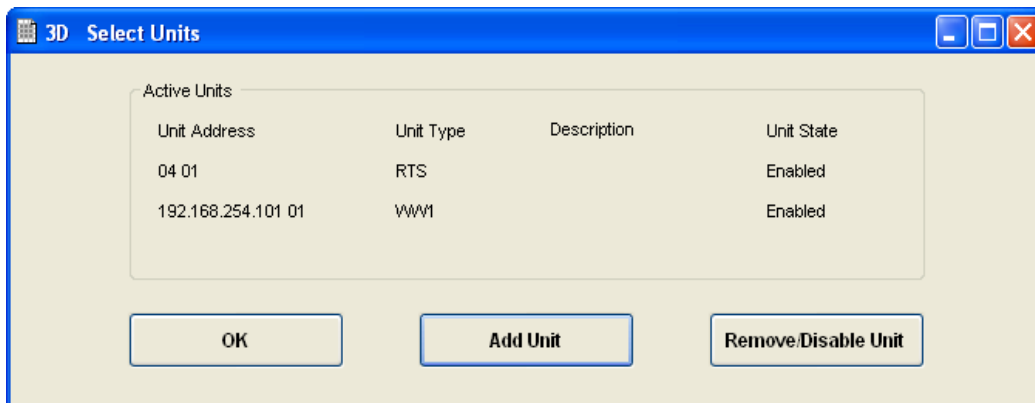 3D Select Units
Active Units
Unit Address Unit Type Description Unit State
04 01 RTS Enabled
192.168.254.101 01 WW1 Enabled
OK Add Unit Remove/Disable Unit